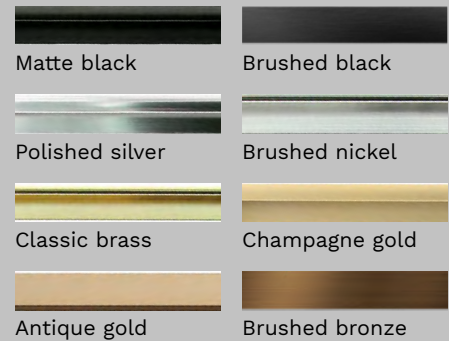 Matte black
Brushed black
Polished silver
Brushed nickel
Classic brass
Champagne gold
Antique gold
Brushed bronze